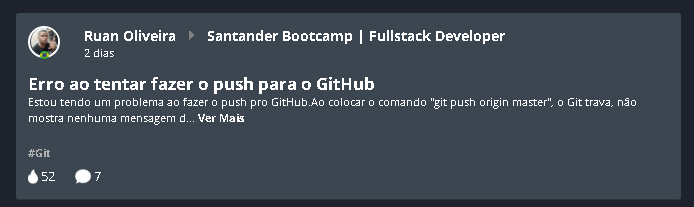 Ruan Oliveira Santander Bootcamp | Fullstack Developer
2 dias
Erro ao tentar fazer o push para o GitHub
Estou tendo um problema ao fazer o push pro GitHub.Ao colocar o comando "git push origin master", o Git trava, não
mostra nenhuma mensagem d... Ver Mais
#Git
52 7